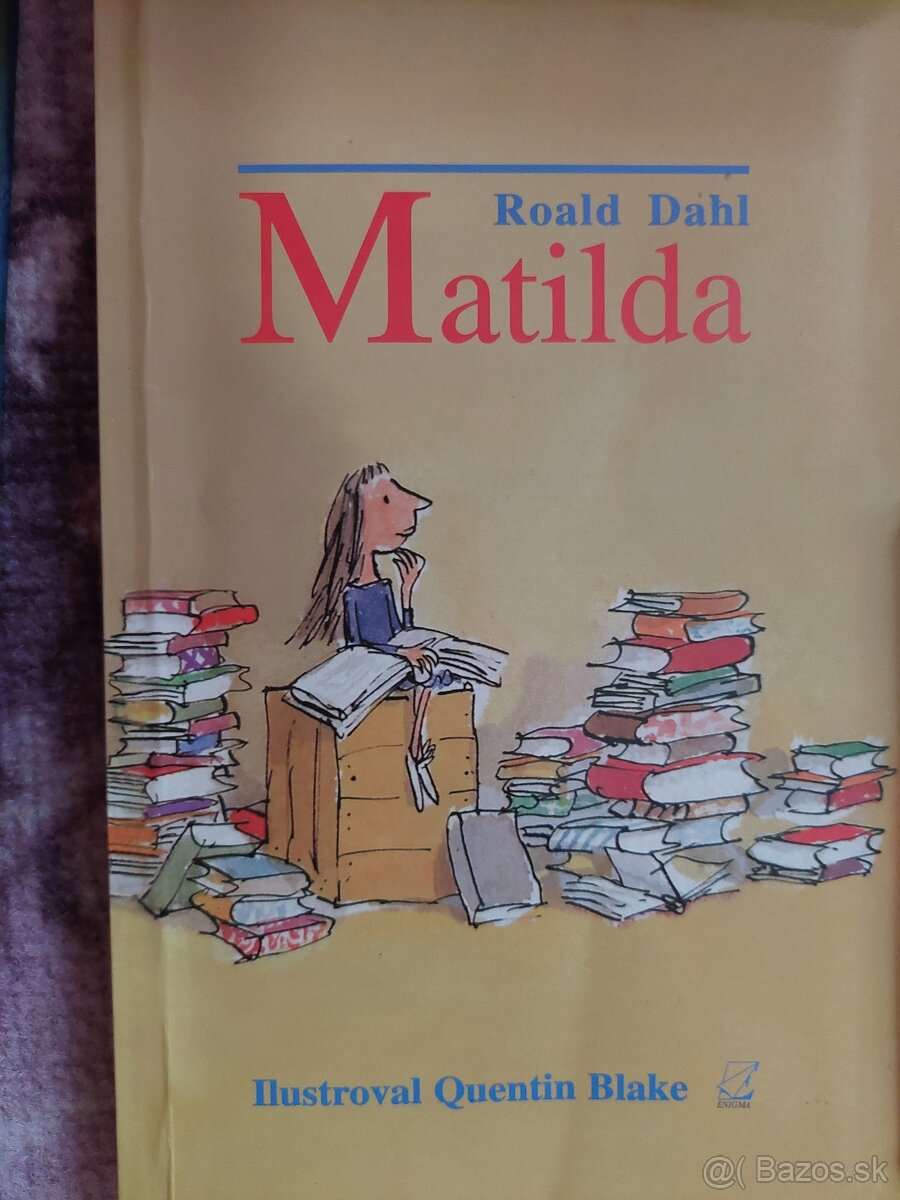 Roald Dahl
Matilda
Ilustroval Quentin Blake
ENIGMA
@( Bazos.sk